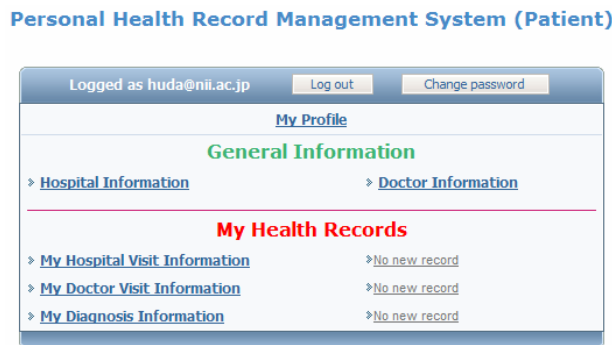 Personal Health Record Management System (Patient)
Logged as huda@nii.ac.jp Log out Change password
My Profile
General Information
Hospital Information Doctor Information
My Health Records
My Hospital Visit Information No new record
My Doctor Visit Information No new record
My Diagnosis Information No new record